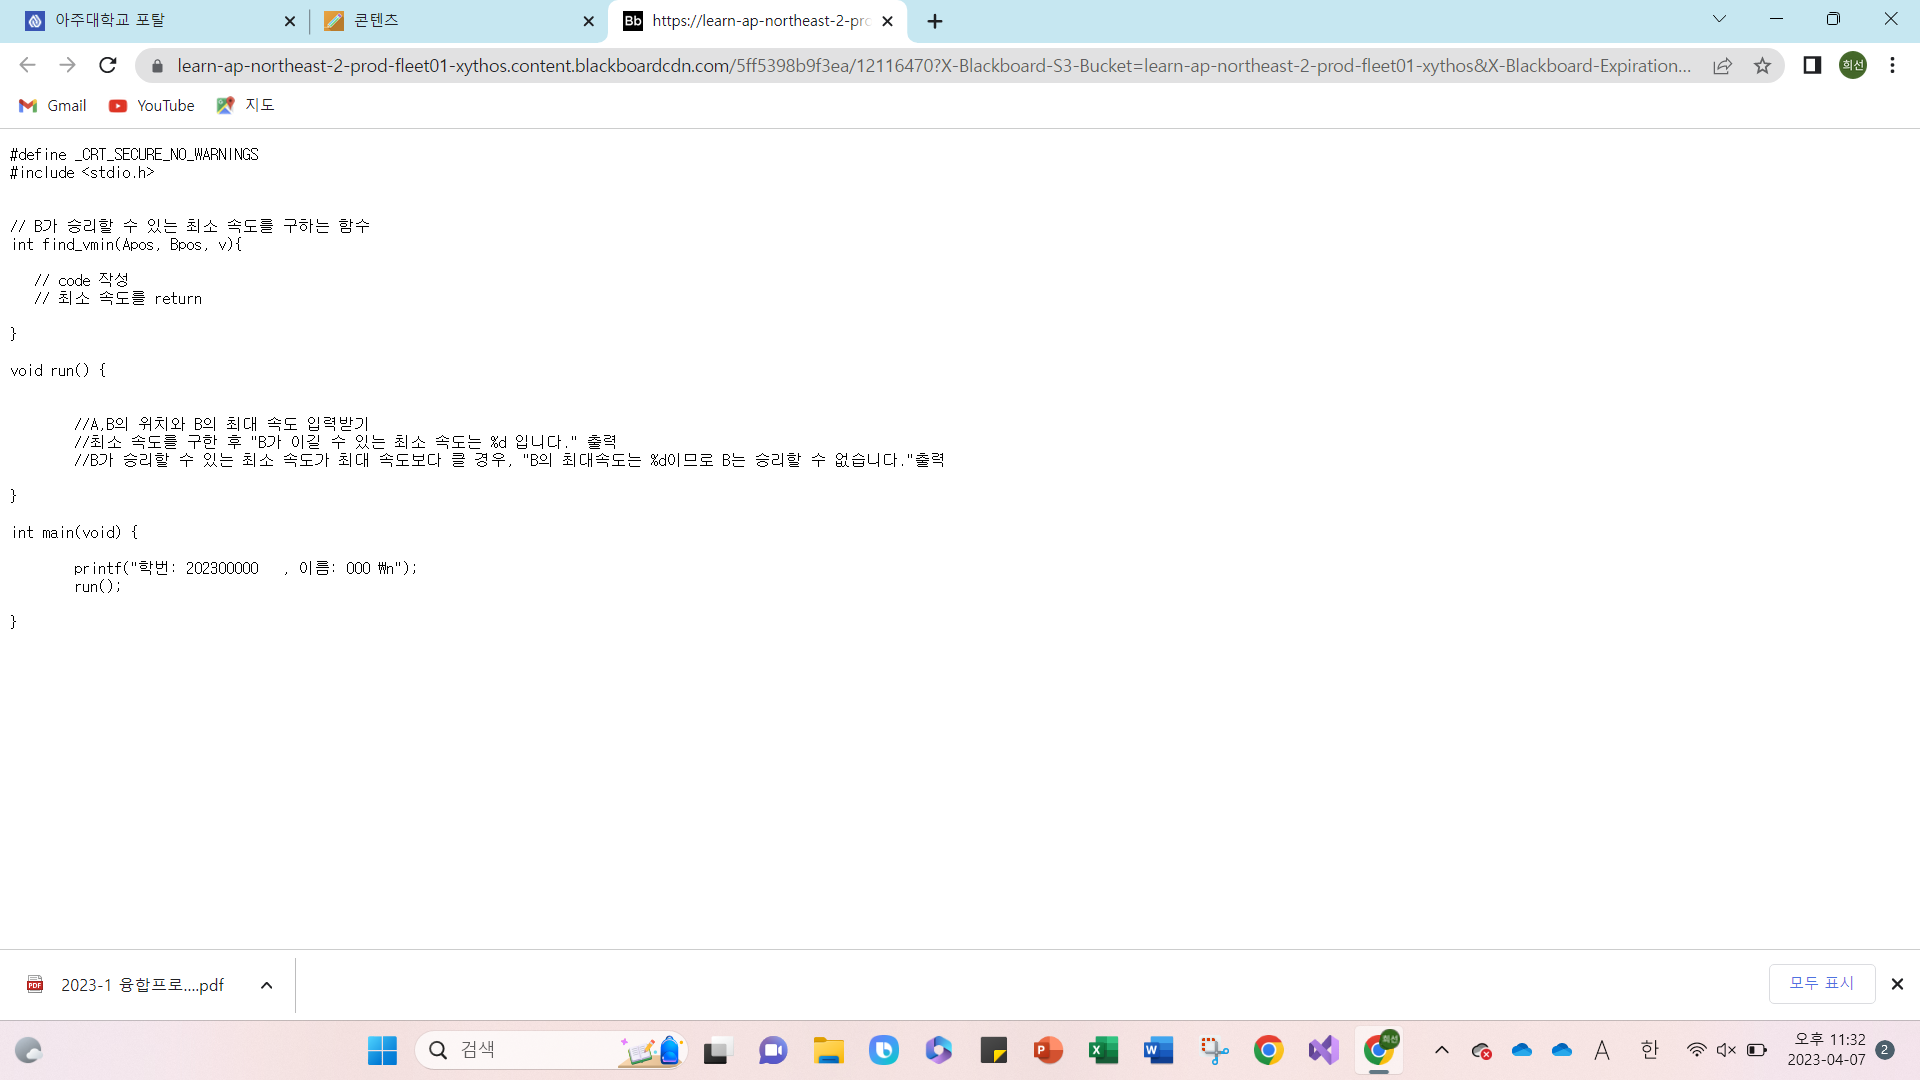 아주대학교 포탈
콘텐츠
Bb https://learn-ap-northeast-2-pro
learn-ap-northeast-2-prod-fleet01-xythos.content.blackboardcdn.com/5ff5398b9f3ea/12116470?X-Blackboard-S3-Bucket=learn-ap-northeast-2-prod-fleet01-xythos&X-Blackboard-Expiration...
희선
Gmail YouTube 지도
#define _CRT_SECURE_NO_WARNINGS
#include <stdio.h>
// B가 승리할 수 있는 최소 속도를 구하는 함수
int find_vmin(Apos, Bpos, v){
// code 작성
// 최소 속도를 return
}
void run() {
//A,B의 위치와 B의 최대 속도 입력받기
//최소 속도를 구한 후 "B가 이길 수 있는 최소 속도는 %d 입니다." 출력
//B가 승리할 수 있는 최소 속도가 최대 속도보다 클 경우, "B의 최대속도는 %d이므로 B는 승리할 수 없습니다."출력
}
int main(void) {
printf("학번: 202300000 , 이름: 000 ₩n");
run();
}
PDF 2023-1 융합프로....pdf
모두 표시
검색
희선
A 한
오후 11:32
2023-04-07
2